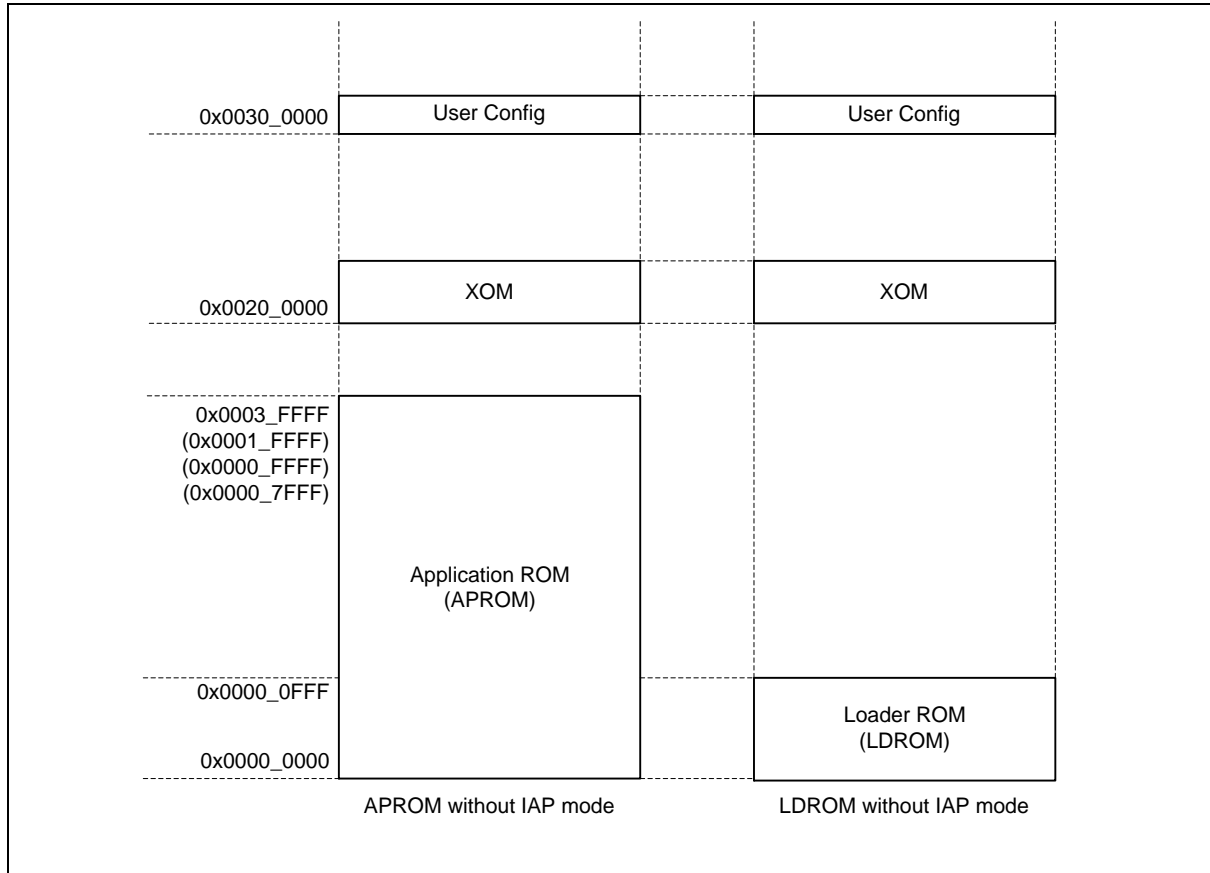 0x0030_0000
User Config
User Config
0x0020_0000
XOM
XOM
0x0003_FFFF
(0x0001_FFFF)
(0x0000_FFFF)
(0x0000_7FFF)
Application ROM
(APROM)
0x0000_0FFF
Loader ROM
(LDROM)
0x0000_0000
APROM without IAP mode
LDROM without IAP mode